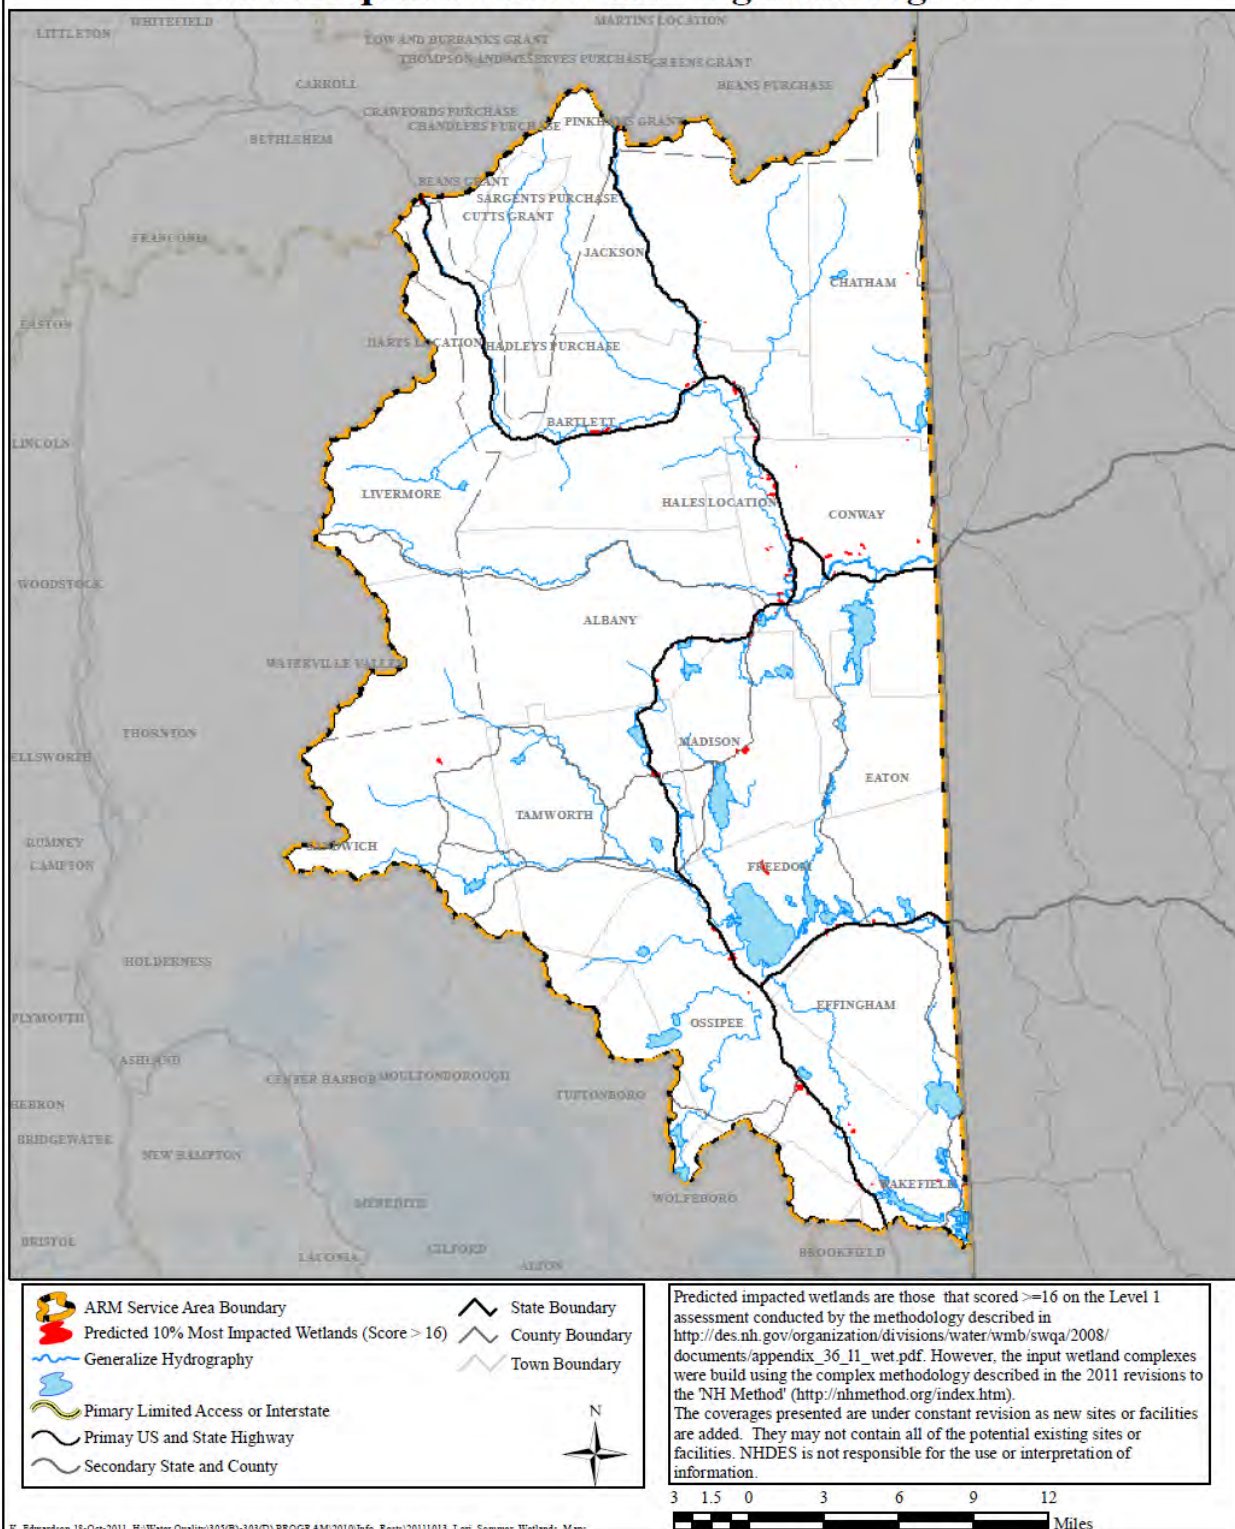 WHITEFIELD
MARTINS LOCATION
LITTLETON
LOW AND BURBANKS GRANT
THOMPSON AND MESERVES PURCHASE
GREENS GRANT
CARROLL
BEANS PURCHASE
CRAWFORDS PURCHASE
CHANDLERS PURCHASE
PINKHAMS GRANT
BETHLEHEM
BEANS GRANT
SARGENTS PURCHASE
CUTTS GRANT
FRANCONIA
JACKSON
CHATHAM
EASTON
HARTS LOCATION
HADLEYS PURCHASE
BARTLETT
LINCOLN
LIVERMORE
HALES LOCATION
CONWAY
WOODSTOCK
ALBANY
WATERVILLE VALLEY
THORNTON
MADISON
ELLSWORTH
EATON
TAMWORTH
RUMNEY
SANDWICH
CAMPTON
FREEDOM
HOLDERNESS
EFFINGHAM
PLYMOUTH
OSSIPEE
ASHLAND
CENTER HARBOR
MOULTONBOROUGH
TUFTONBORO
HEBRON
BRIDGEWATER
NEW HAMPTON
WAKEFIELD
MEREDITH
WOLFEBORO
BRISTOL
LACONIA
GILFORD
ALTON
BROOKFIELD
ARM Service Area Boundary
Predicted 10% Most Impacted Wetlands (Score > 16)
Generalize Hydrography
Pimary Limited Access or Interstate
Primay US and State Highway
Secondary State and County
State Boundary
County Boundary
Town Boundary
N
Predicted impacted wetlands are those that scored >=16 on the Level 1
assessment conducted by the methodology described in
http://des.nh.gov/organization/divisions/water/wmb/swqa/2008/
documents/appendix_36_l1_wet.pdf. However, the input wetland complexes
were build using the complex methodology described in the 2011 revisions to
the 'NH Method' (http://nhmethod.org/index.htm).
The coverages presented are under constant revision as new sites or facilities
are added. They may not contain all of the potential existing sites or
facilities. NHDES is not responsible for the use or interpretation of
information.
3 1.5 0 3 6 9 12
Miles